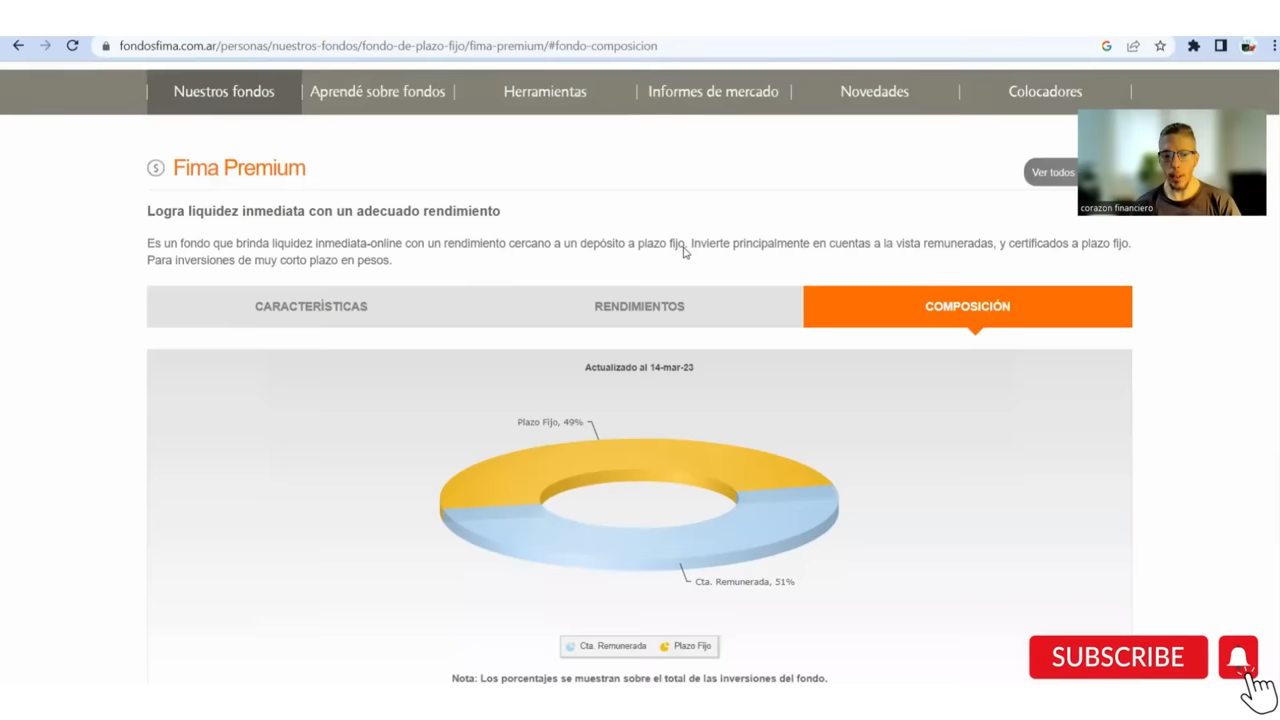 fondosfima.com.ar/personas/nuestros-fondos/fondo-de-plazo-fijo/fima-premium/#fondo-composicion
Nuestros fondos
Aprendé sobre fondos
Herramientas
Informes de mercado
Novedades
Colocadores
Fima Premium
Ver todos
corazon financiero
Logra liquidez inmediata con un adecuado rendimiento
Es un fondo que brinda liquidez inmediata-online con un rendimiento cercano a un depósito a plazo fijo. Invierte principalmente en cuentas a la vista remuneradas, y certificados a plazo fijo.
Para inversiones de muy corto plazo en pesos.
CARACTERÍSTICAS
RENDIMIENTOS
COMPOSICIÓN
Actualizado al 14-mar-23
Plazo Fijo, 49%
Cta. Remunerada, 51%
Cta. Remunerada
Plazo Fijo
Nota: Los porcentajes se muestran sobre el total de las inversiones del fondo.
SUBSCRIBE